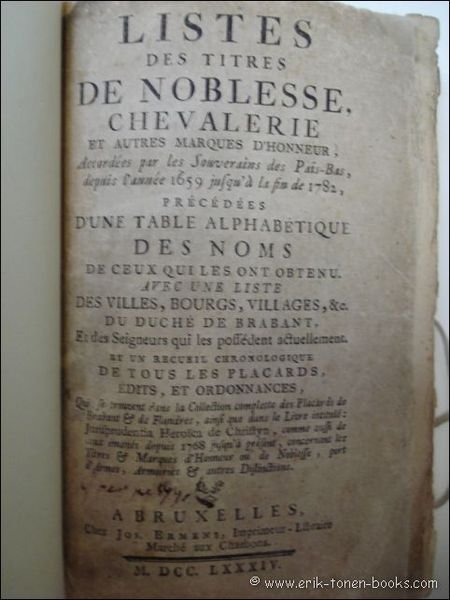 LISTES
DES TITRES
DE NOBLESSE,
CHEVALERIE
ET AUTRES MARQUES D'HONNEUR,
Accordées par les Souverains des Païs-Bas,
depuis l'année 1659 jusqu'à la fin de 1782,
PRÉCÉDÉES
D'UNE TABLE ALPHABÉTIQUE
DES NOMS
DE CEUX QUI LES ONT OBTENU.
AVEC UNE LISTE
DES VILLES, BOURGS, VILLAGES, &c.
DU DUCHÉ DE BRABANT,
Et des Seigneurs qui les possédent actuellement.
ET UN RECUEIL CHRONOLOGIQUE
DE TOUS LES PLACARDS,
ÉDITS, ET ORDONNANCES,
Qui se trouvent dans la Collection complette des Placards de
Brabant & de Flandres, ainsi que dans le Livre intitulé:
Jurisprudentia Heroïca de Christyn, comme aussi de
ceux émanés depuis 1768 jusqu'à présent, concernant les
Titres & Marques d'Honneur ou de Noblesse, port
d'Armes, Armoiries & autres Distinctions.
A BRUXELLES,
Chez Jos. ERMENS, Imprimeur-Libraire
Marché aux Charbons.
M. DCC. LXXXIV.
© www.erik-tonen-books.com